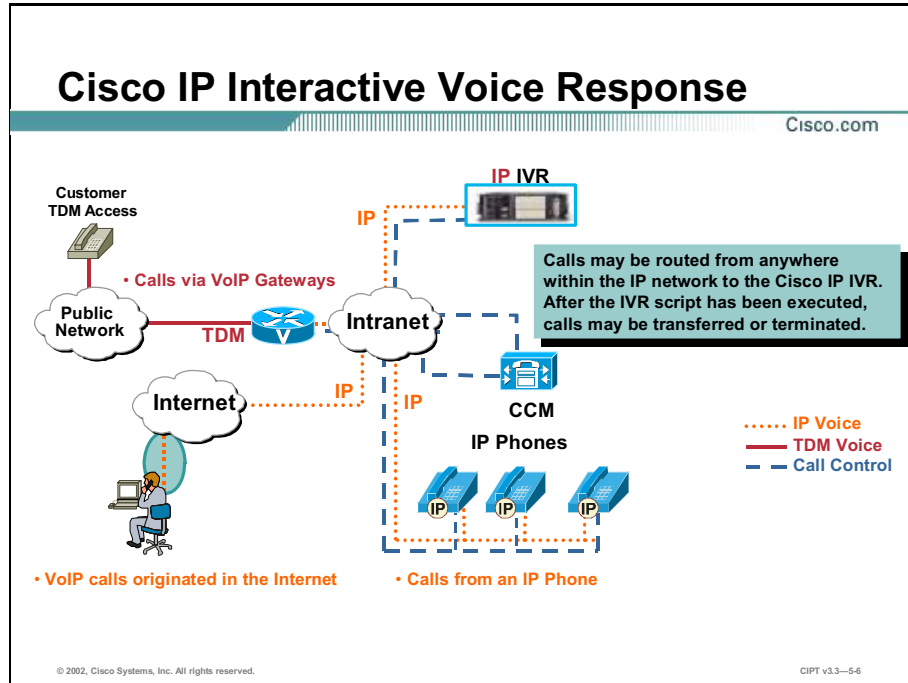 Cisco IP Interactive Voice Response
Cisco.com
Customer
TDM Access
IP IVR
IP
• Calls via VoIP Gateways
Calls may be routed from anywhere
within the IP network to the Cisco IP IVR.
After the IVR script has been executed,
calls may be transferred or terminated.
Public
Network
TDM
V
Intranet
IP
IP
Internet
CCM
IP Phones
IP Voice
TDM Voice
Call Control
IP
IP
IP
• VoIP calls originated in the Internet
• Calls from an IP Phone
© 2002, Cisco Systems, Inc. All rights reserved.
CIPT v3.3—5-6